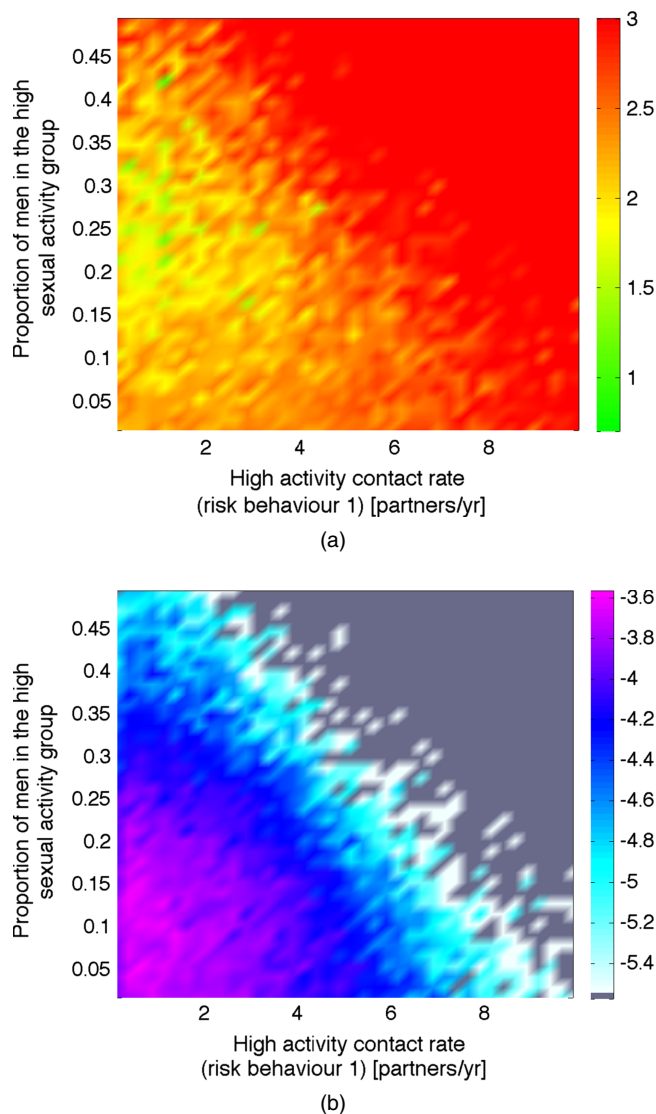 3
0.45
0.4
2.5
Proportion of men in the high
sexual activity group
0.35
0.3
2
0.25
0.2
1.5
0.15
0.1
1
0.05
2 4 6 8
High activity contact rate
(risk behaviour 1) [partners/yr]
(a)
-3.6
0.45
-3.8
0.4
-4
0.35
-4.2
Proportion of men in the high
sexual activity group
0.3
-4.4
0.25
-4.6
0.2
-4.8
0.15
-5
0.1
-5.2
0.05
-5.4
2 4 6 8
High activity contact rate
(risk behaviour 1) [partners/yr]
(b)